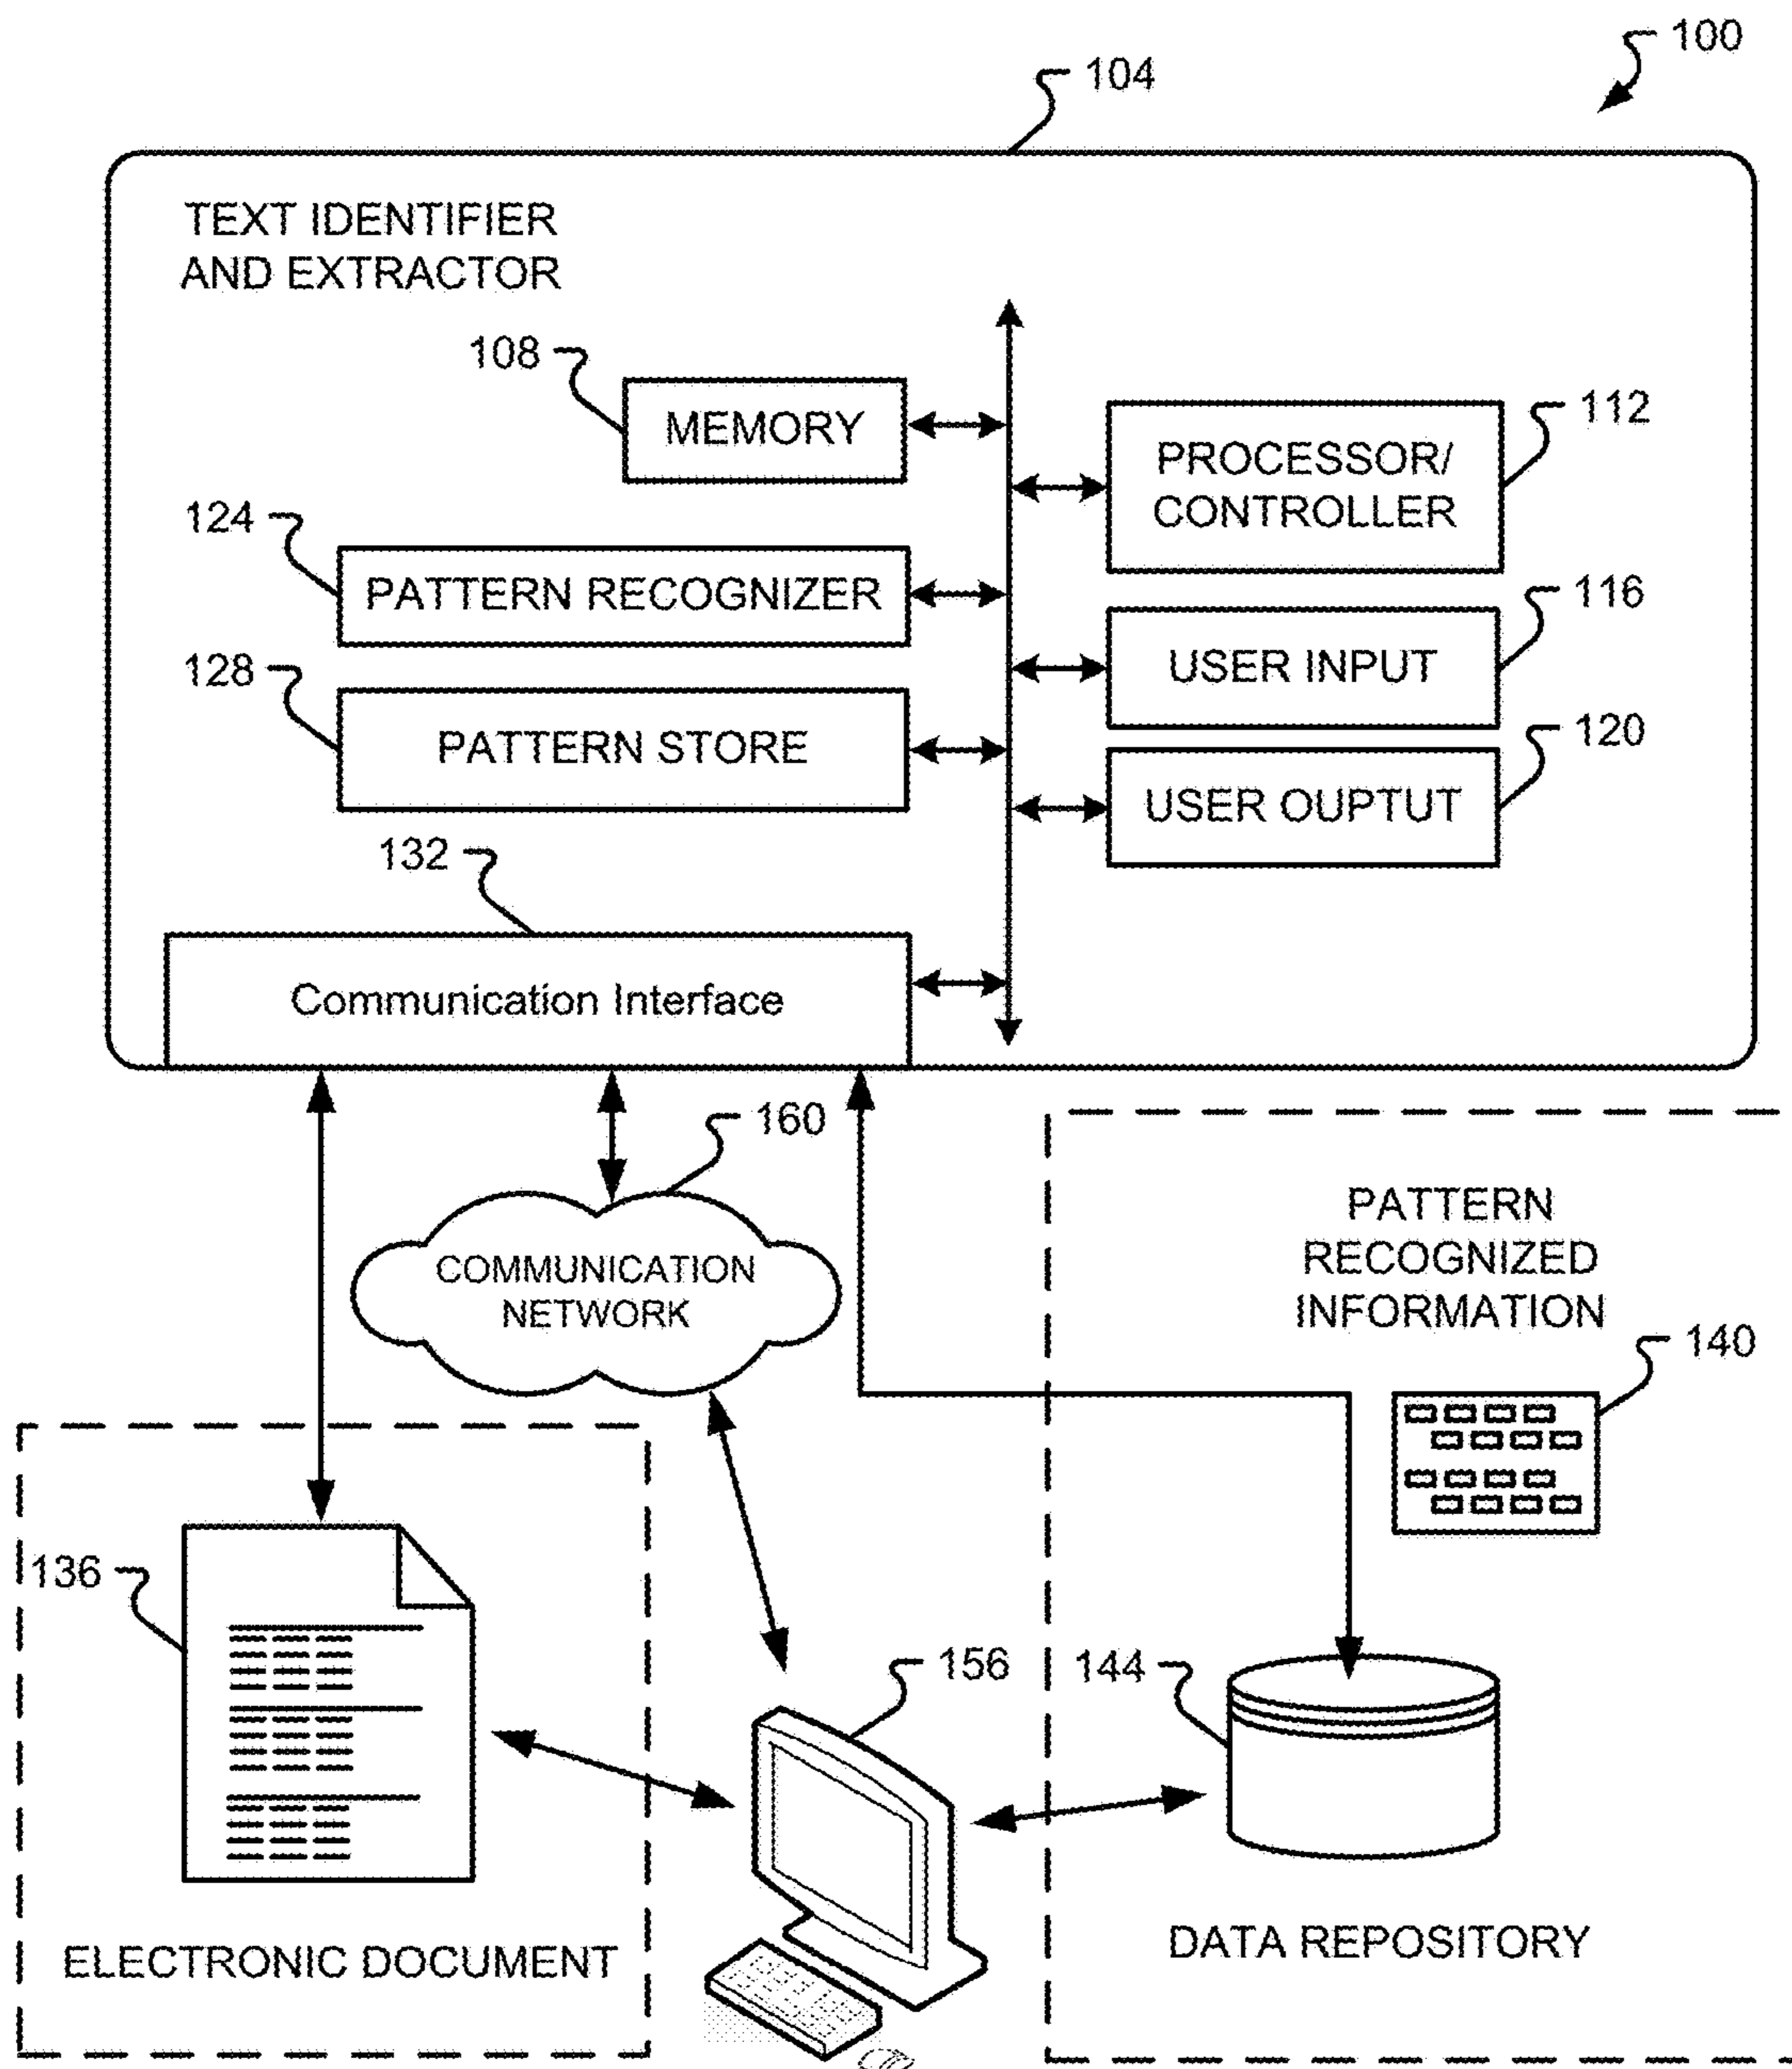 100
104
TEXT IDENTIFIER
AND EXTRACTOR
108
MEMORY
112
PROCESSOR/
CONTROLLER
124
PATTERN RECOGNIZER
116
USER INPUT
128
PATTERN STORE
120
USER OUPTUT
132
Communication Interface
160
COMMUNICATION
NETWORK
PATTERN
RECOGNIZED
INFORMATION
140
136
156
144
ELECTRONIC DOCUMENT
DATA REPOSITORY